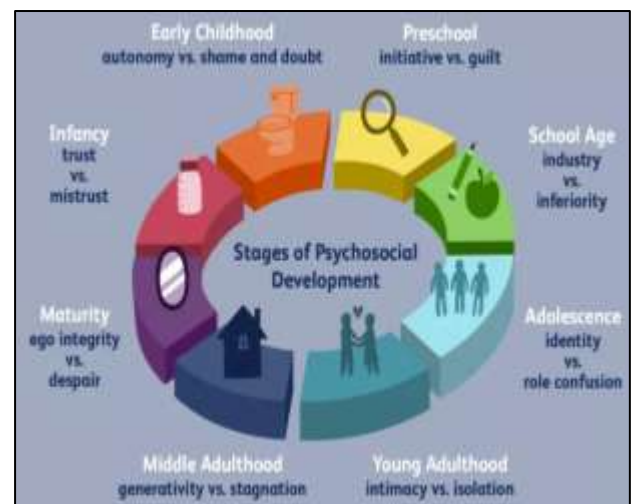 Early Childhood
autonomy vs. shame and doubt
Preschool
initiative vs. guilt
Infancy
trust
vs.
mistrust
School Age
industry
vs.
inferiority
Stages of Psychosocial
Development
Maturity
ego integrity
vs.
despair
Adolescence
identity
vs.
role confusion
Middle Adulthood
generativity vs. stagnation
Young Adulthood
intimacy vs. isolation